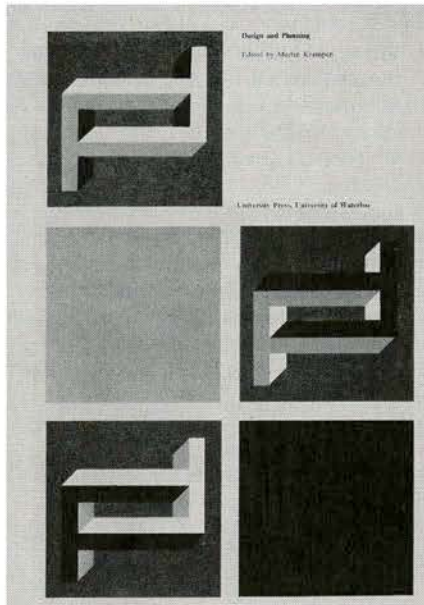 Design and Planning
Edited by Martin Krampen
University Press, University of Waterloo